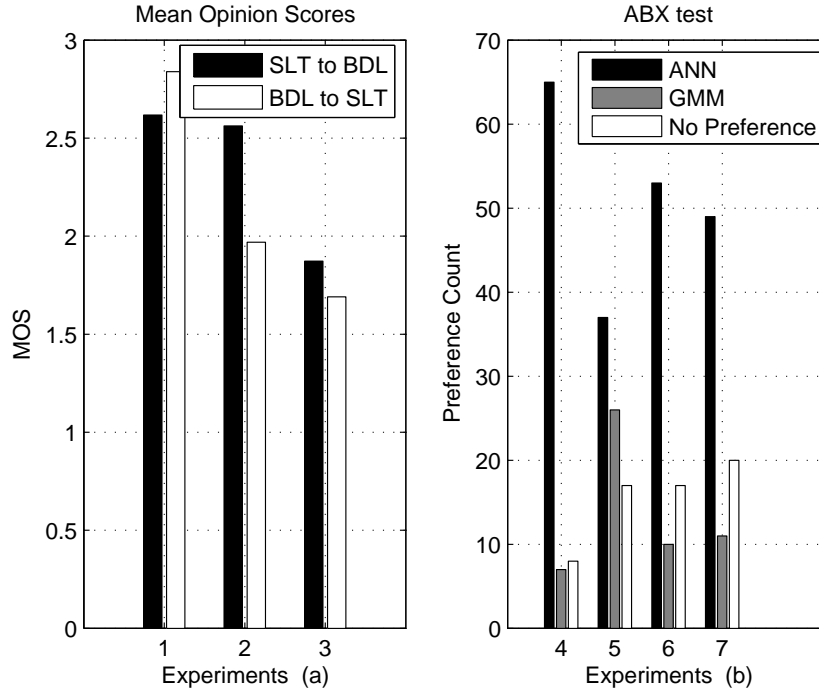 Mean Opinion Scores
3
2.5
2
1.5
1
0.5
0
MOS
SLT to BDL
BDL to SLT
1 2 3
Experiments (a)
ABX test
70
60
50
40
30
20
10
0
Preference Count
ANN
GMM
No Preference
4 5 6 7
Experiments (b)